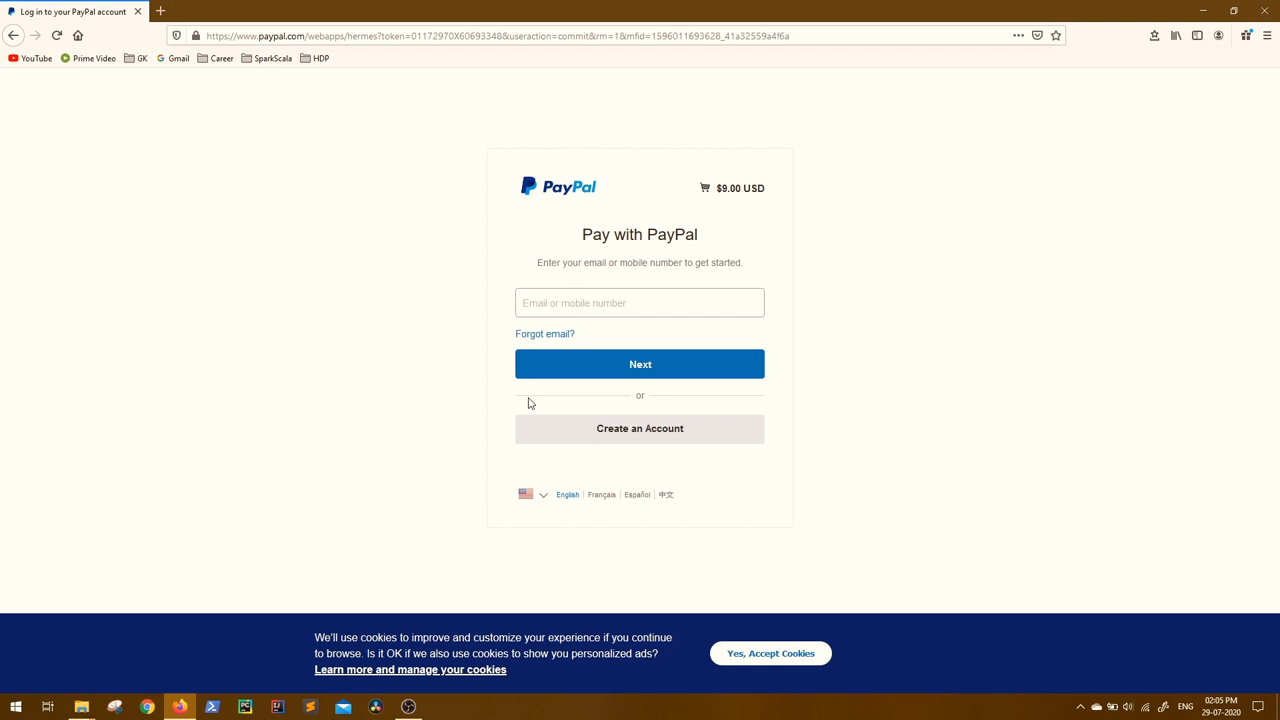 Log in to your PayPal account
https://www.paypal.com/webapps/hermes?token=01172970X60693348&useraction=commit&rm=1&mfid=1596011693628_41a32559a4f6a
YouTube Prime Video GK Gmail Career SparkScala HDP
PayPal $9.00 USD
Pay with PayPal
Enter your email or mobile number to get started.
Email or mobile number
Forgot email?
Next
or
Create an Account
English Français Español 中文
We'll use cookies to improve and customize your experience if you continue
to browse. Is it OK if we also use cookies to show you personalized ads?
Learn more and manage your cookies
Yes, Accept Cookies
ENG
02:05 PM
29-07-2020